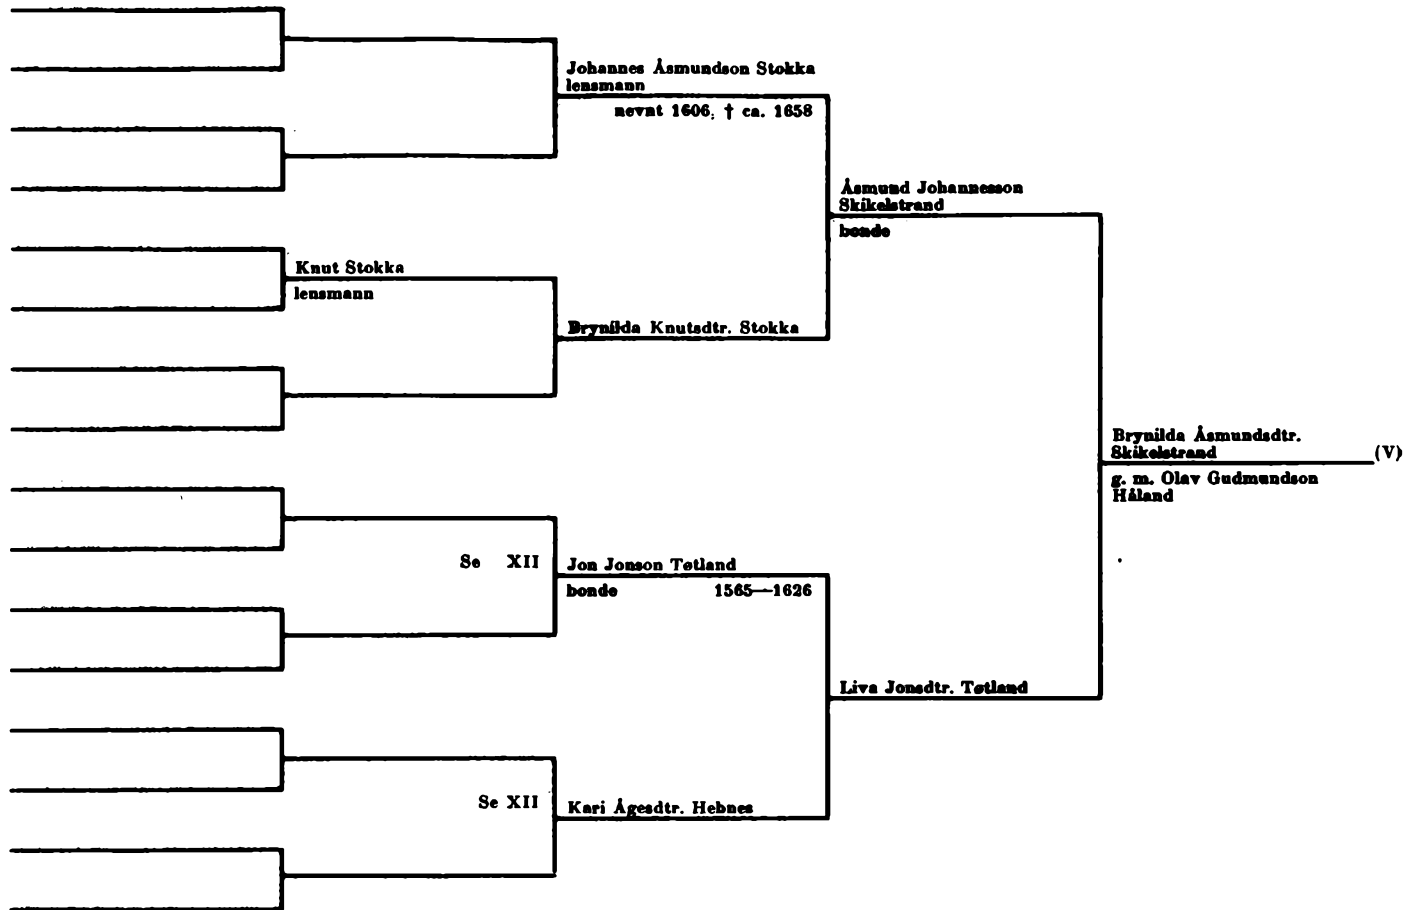 Johannes Åsmundson Stokka
lensmann
nevnt 1606, † ca. 1658
Åsmund Johannesson
Skikelstrand
bonde
Knut Stokka
lensmann
Brynilda Knutsdtr. Stokka
Brynilda Åsmundsdtr.
Skikelstrand (V)
g. m. Olav Gudmundson
Håland
Se XII Jon Jonson Tøtland
bonde 1565—1626
Liva Jonsdtr. Tøtland
Se XII Kari Ågesdtr. Hebnes